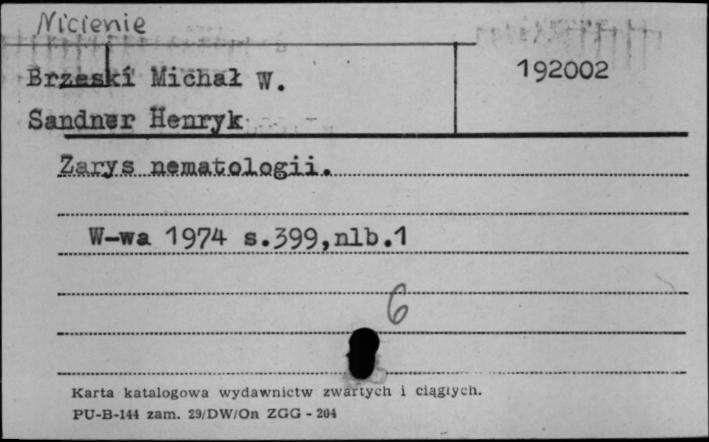 Nicienie
Brzeski Michał W.
192002
Sandner Henryk
Zarys nematologii.
W-wa 1974 s.399,nlb.1
6
Karta katalogowa wydawnictw zwartych i ciągłych.
PU-B-144 zam. 29/DW/On ZGG - 204